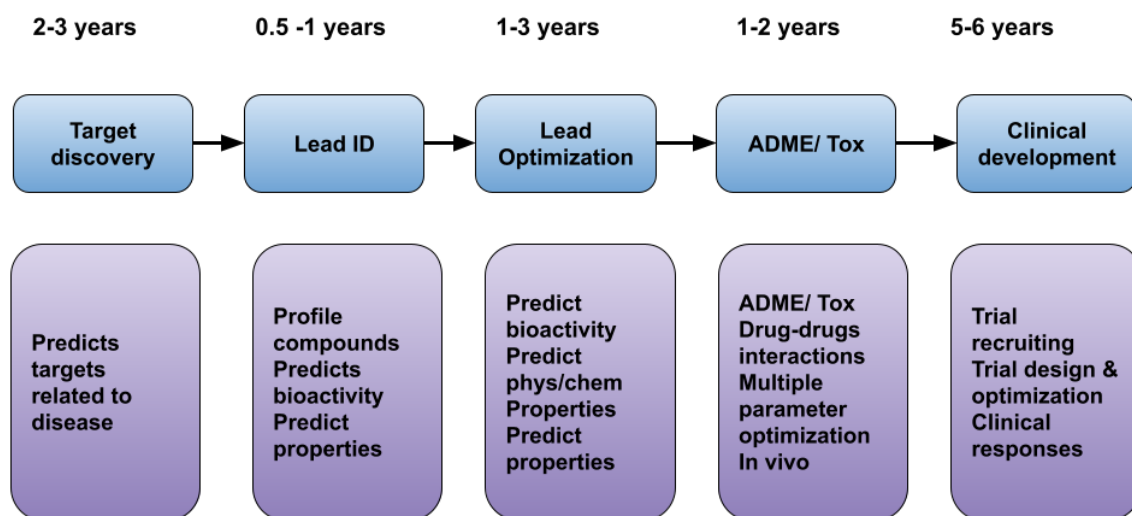 2-3 years
0.5 -1 years
1-3 years
1-2 years
5-6 years
Target
discovery
Lead ID
Lead
Optimization
ADME/ Tox
Clinical
development
Predicts
targets
related to
disease
Profile
compounds
Predicts
bioactivity
Predict
properties
Predict
bioactivity
Predict
phys/chem
Properties
Predict
properties
ADME/ Tox
Drug-drugs
interactions
Multiple
parameter
optimization
In vivo
Trial
recruiting
Trial design &
optimization
Clinical
responses